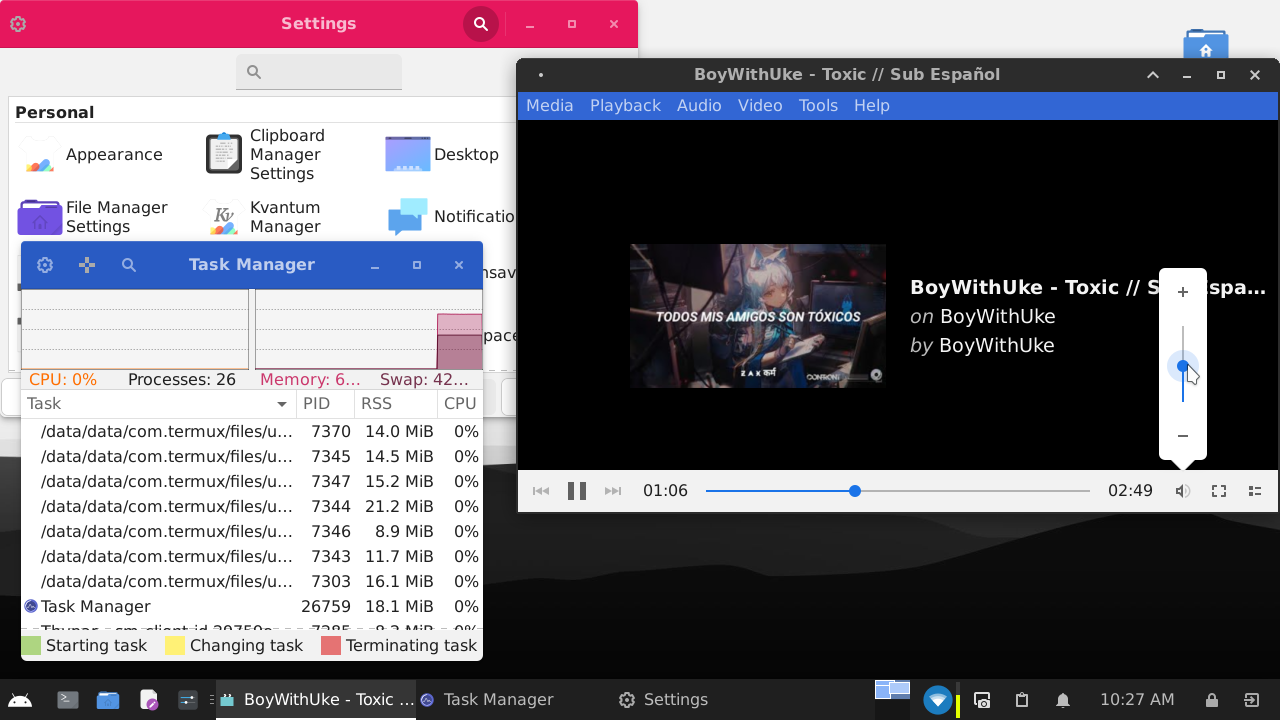 Settings
Personal
Appearance
Clipboard
Manager
Settings
Desktop
File Manager
Settings
Kvantum
Manager
Notificatio
nsav
pace
Task Manager
CPU: 0%
Processes: 26
Memory: 6...
Swap: 42...
Task PID RSS CPU
/data/data/com.termux/files/u... 7370 14.0 MiB 0%
/data/data/com.termux/files/u... 7345 14.5 MiB 0%
/data/data/com.termux/files/u... 7347 15.2 MiB 0%
/data/data/com.termux/files/u... 7344 21.2 MiB 0%
/data/data/com.termux/files/u... 7346 8.9 MiB 0%
/data/data/com.termux/files/u... 7343 11.7 MiB 0%
/data/data/com.termux/files/u... 7303 16.1 MiB 0%
Task Manager 26759 18.1 MiB 0%
Starting task
Changing task
Terminating task
BoyWithUke - Toxic // Sub Español
Media Playback Audio Video Tools Help
TODOS MIS AMIGOS SON TÓXICOS
BoyWithUke - Toxic // S Espa...
on BoyWithUke
by BoyWithUke
+
−
01:06
02:49
BoyWithUke - Toxic ...
Task Manager
Settings
10:27 AM